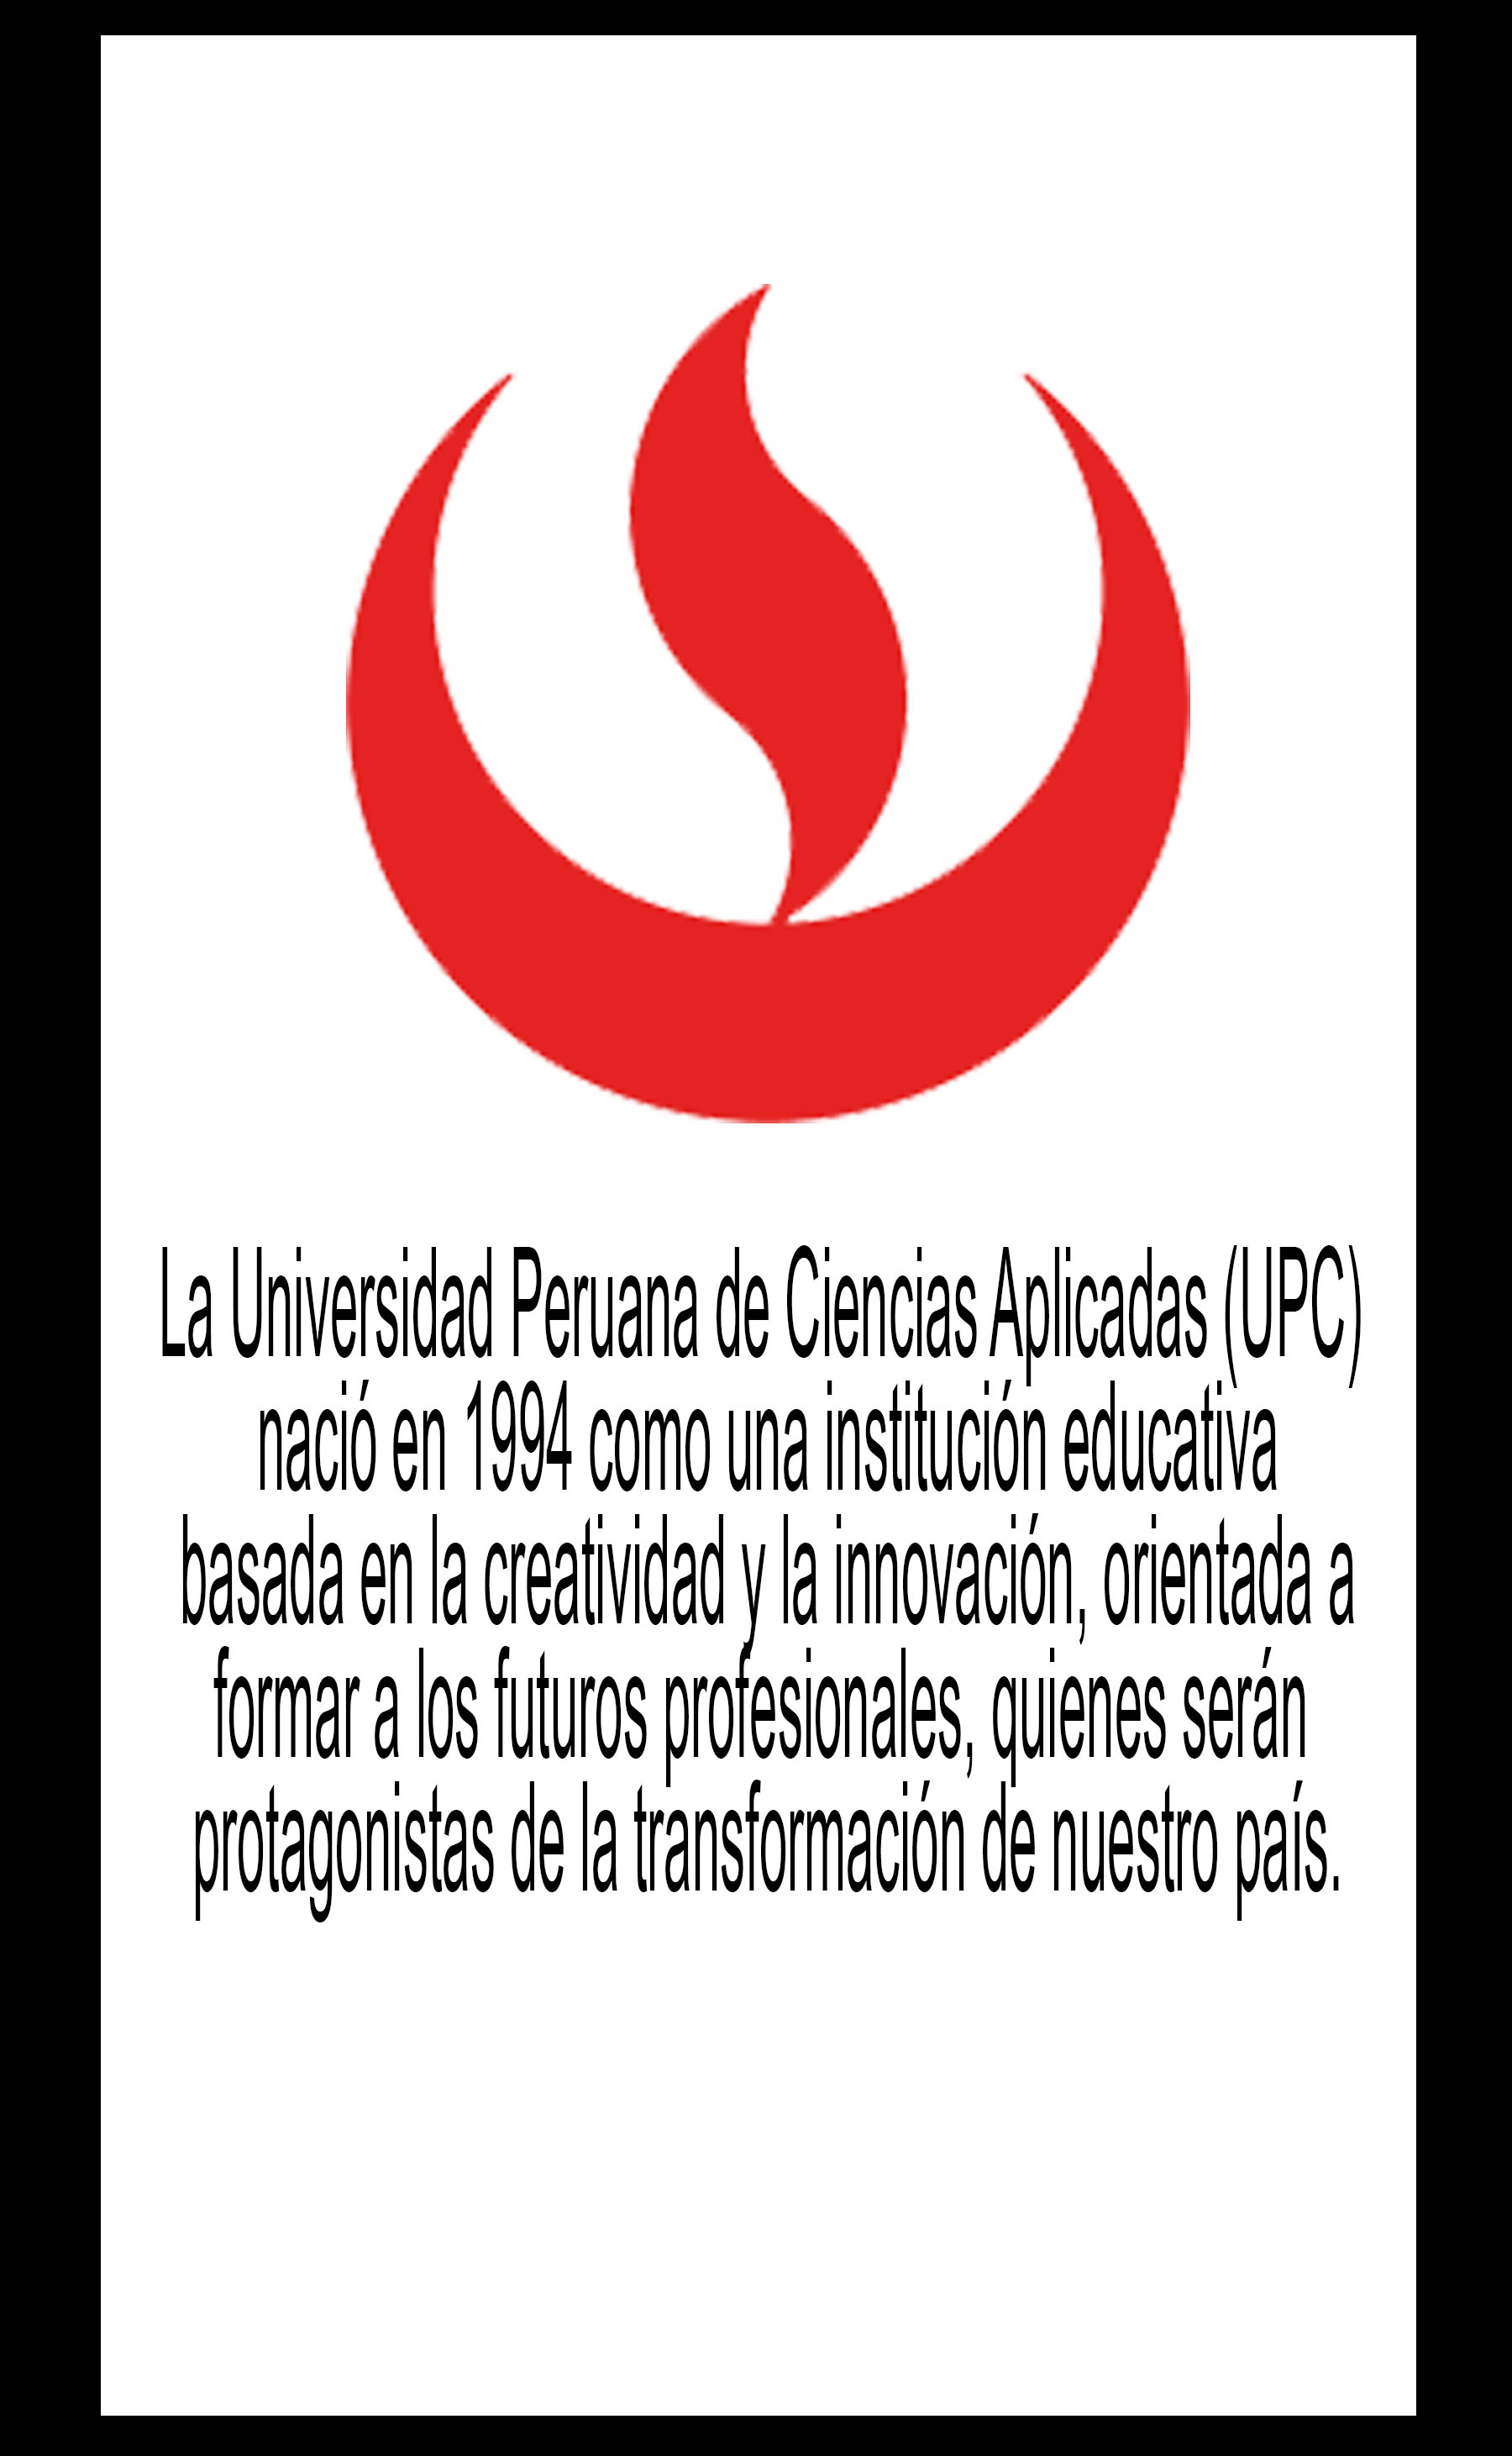 La Universidad Peruana de Ciencias Aplicadas (UPC)
nació en 1994 como una institución educativa
basada en la creatividad y la innovación, orientada a
formar a los futuros profesionales, quienes serán
protagonistas de la transformación de nuestro país.